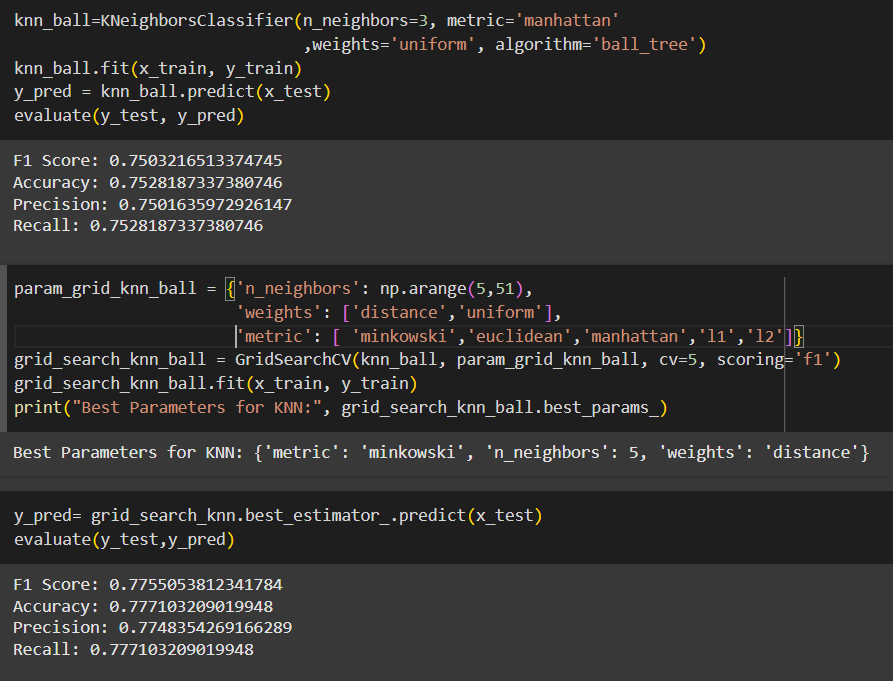 knn_ball=KNeighborsClassifier(n_neighbors=3, metric='manhattan'
,weights='uniform', algorithm='ball_tree')
knn_ball.fit(x_train, y_train)
y_pred = knn_ball.predict(x_test)
evaluate(y_test, y_pred)
F1 Score: 0.7503216513374745
Accuracy: 0.7528187337380746
Precision: 0.7501635972926147
Recall: 0.7528187337380746
param_grid_knn_ball = {'n_neighbors': np.arange(5,51),
'weights': ['distance','uniform'],
'metric': [ 'minkowski','euclidean','manhattan','l1','l2']}
grid_search_knn_ball = GridSearchCV(knn_ball, param_grid_knn_ball, cv=5, scoring='f1')
grid_search_knn_ball.fit(x_train, y_train)
print("Best Parameters for KNN:", grid_search_knn_ball.best_params_)
Best Parameters for KNN: {'metric': 'minkowski', 'n_neighbors': 5, 'weights': 'distance'}
y_pred= grid_search_knn.best_estimator_.predict(x_test)
evaluate(y_test,y_pred)
F1 Score: 0.7755053812341784
Accuracy: 0.777103209019948
Precision: 0.7748354269166289
Recall: 0.777103209019948